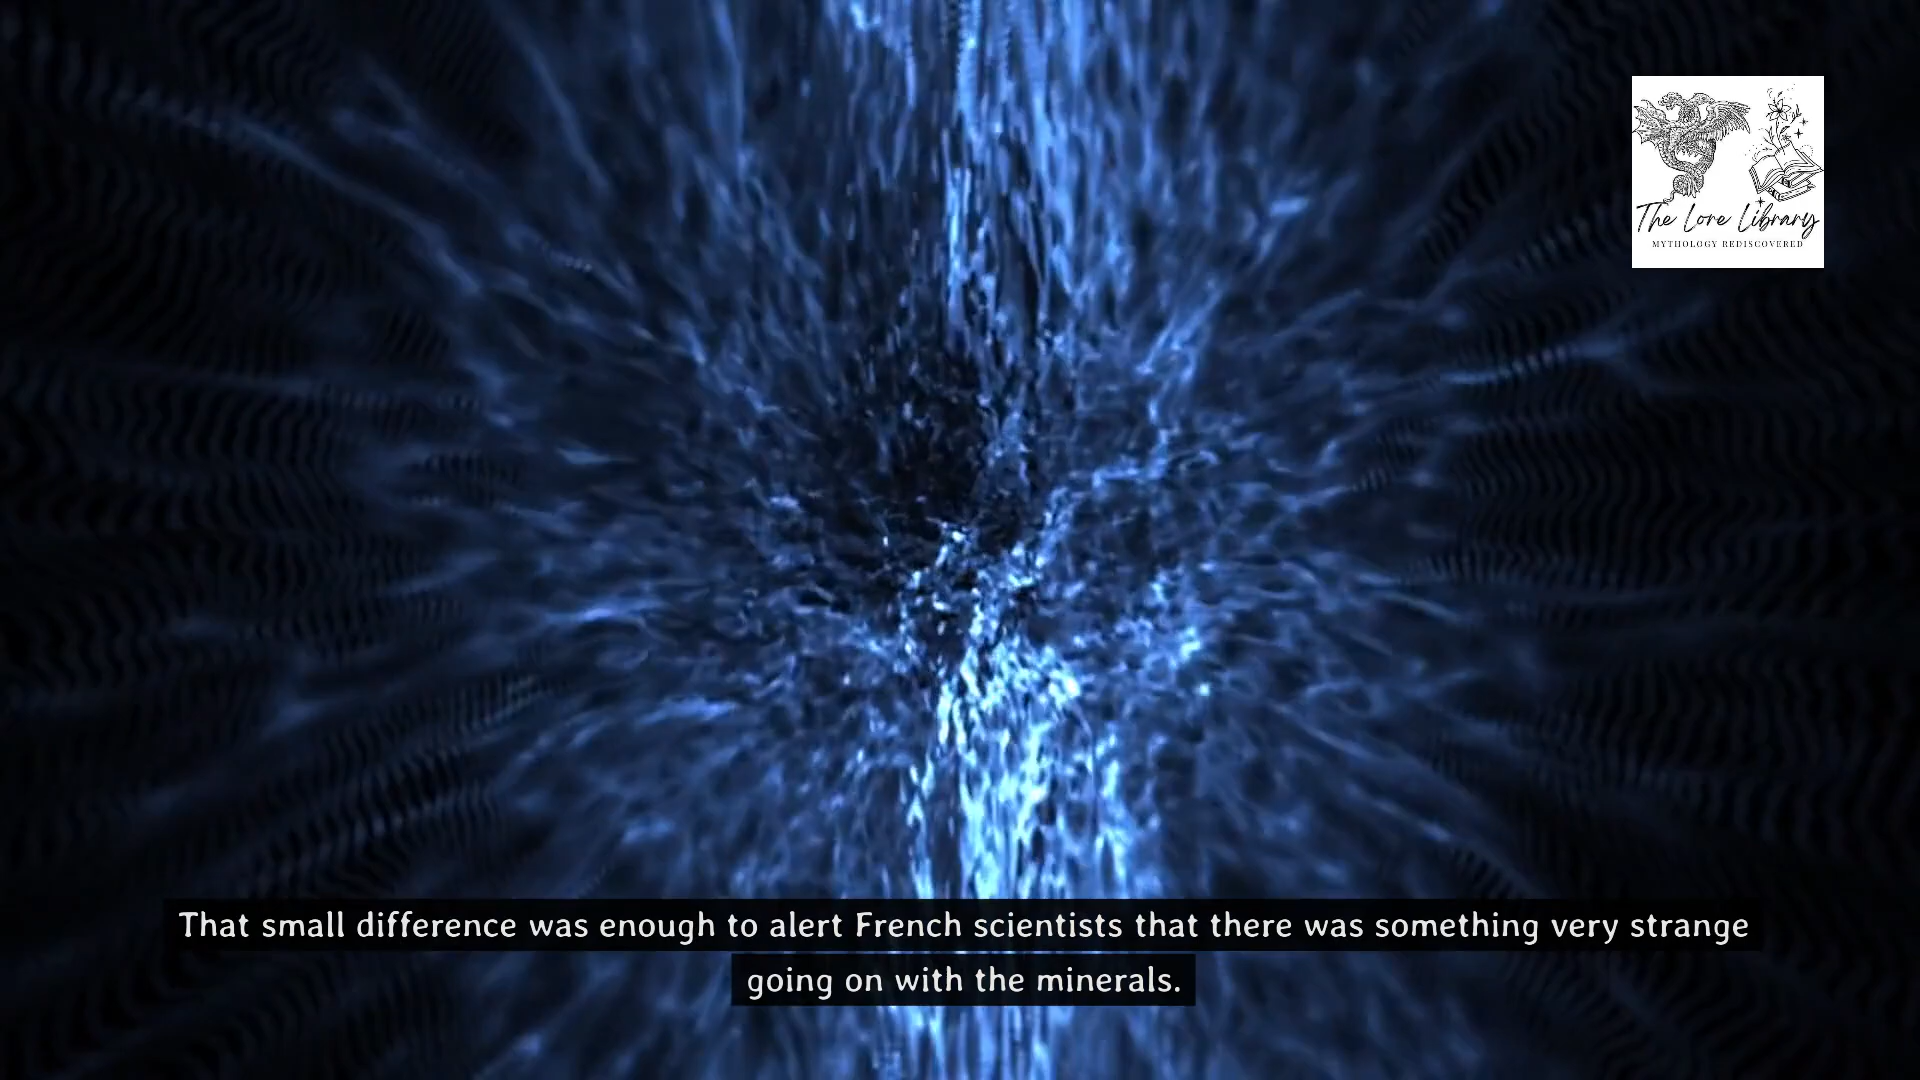 The Lore Library
MYTHOLOGY REDISCOVERED
That small difference was enough to alert French scientists that there was something very strange
going on with the minerals.